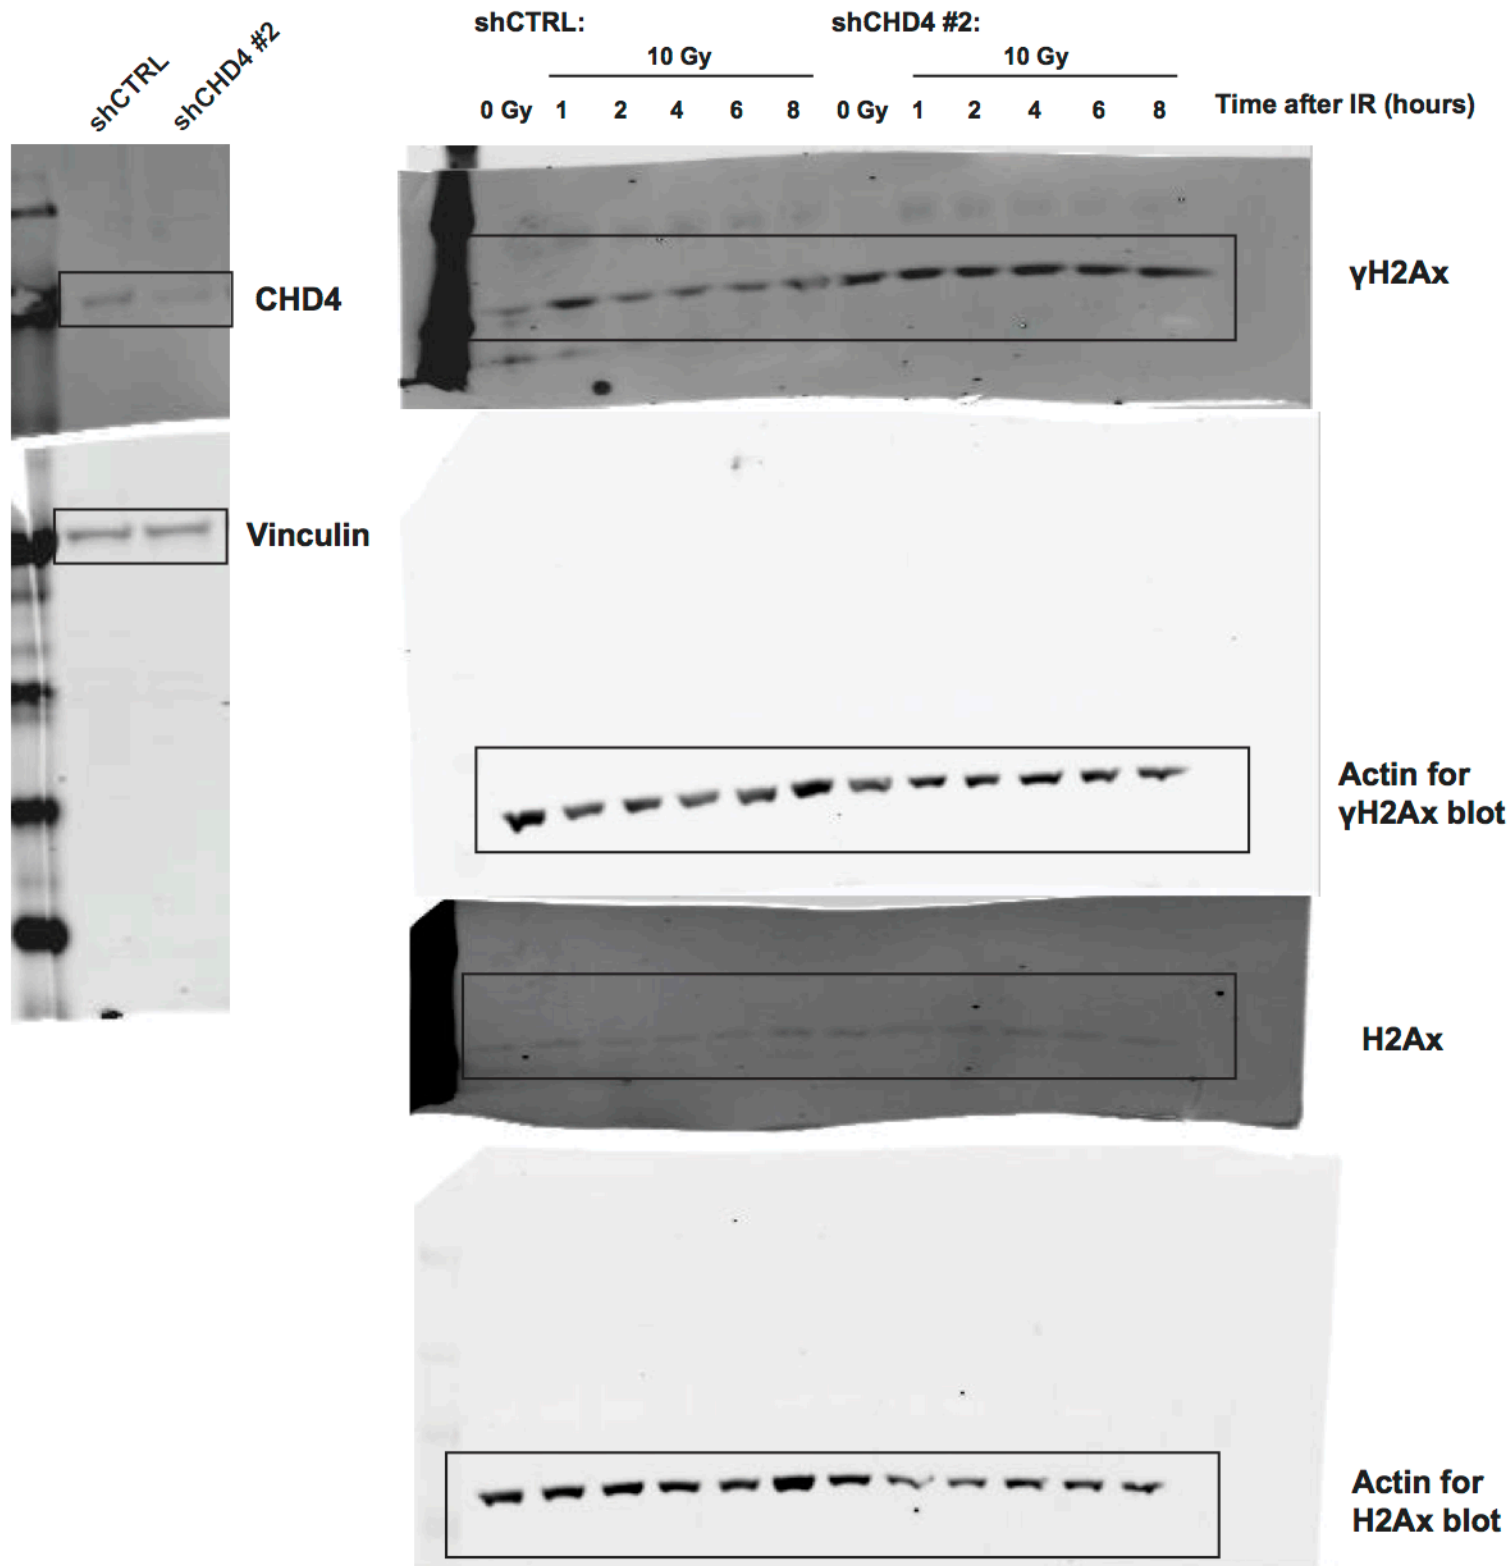 shCTRL
shCHD4 #2
shCTRL:
shCHD4 #2:
10 Gy
10 Gy
0 Gy 1 2 4 6 8 0 Gy 1 2 4 6 8 Time after IR (hours)
CHD4
γH2Ax
Vinculin
Actin for
γH2Ax blot
H2Ax
Actin for
H2Ax blot